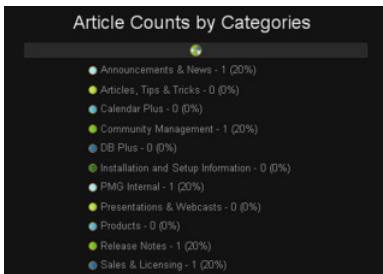 Article Counts by Categories
Announcements & News - 1 (20%)
Articles, Tips & Tricks - 0 (0%)
Calendar Plus - 0 (0%)
Community Management - 1 (20%)
DB Plus - 0 (0%)
Installation and Setup Information - 0 (0%)
PMG Internal - 1 (20%)
Presentations & Webcasts - 0 (0%)
Products - 0 (0%)
Release Notes - 1 (20%)
Sales & Licensing - 1 (20%)